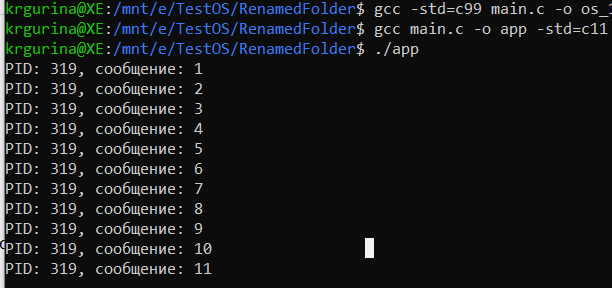 krgurina@XE:/mnt/e/TestOS/RenamedFolder$ gcc -std=c99 main.c -o os_
krgurina@XE:/mnt/e/TestOS/RenamedFolder$ gcc main.c -o app -std=c11
krgurina@XE:/mnt/e/TestOS/RenamedFolder$ ./app
PID: 319, сообщение: 1
PID: 319, сообщение: 2
PID: 319, сообщение: 3
PID: 319, сообщение: 4
PID: 319, сообщение: 5
PID: 319, сообщение: 6
PID: 319, сообщение: 7
PID: 319, сообщение: 8
PID: 319, сообщение: 9
PID: 319, сообщение: 10
PID: 319, сообщение: 11